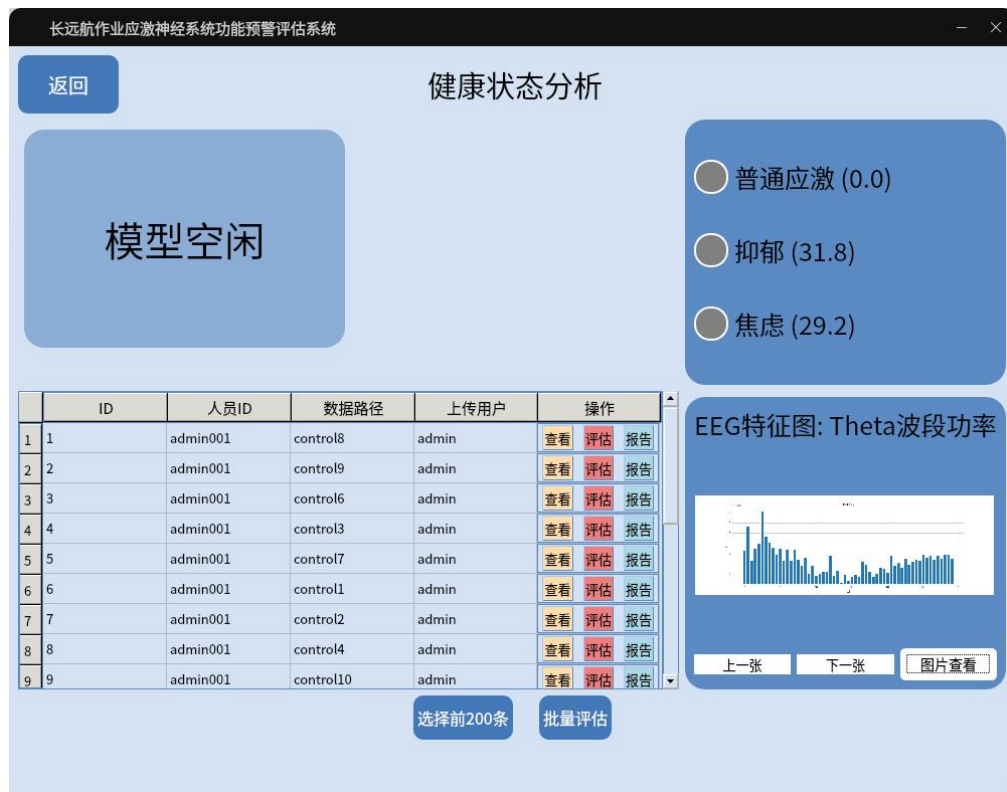 长远航作业应激神经系统功能预警评估系统
返回
健康状态分析
模型空闲
普通应激 (0.0)
抑郁 (31.8)
焦虑 (29.2)
ID 人员ID 数据路径 上传用户 操作
1 1 admin001 control8 admin 查看 评估 报告
2 2 admin001 control9 admin 查看 评估 报告
3 3 admin001 control6 admin 查看 评估 报告
4 4 admin001 control3 admin 查看 评估 报告
5 5 admin001 control7 admin 查看 评估 报告
6 6 admin001 control1 admin 查看 评估 报告
7 7 admin001 control2 admin 查看 评估 报告
8 8 admin001 control4 admin 查看 评估 报告
9 9 admin001 control10 admin 查看 评估 报告
EEG特征图: Theta波段功率
上一张 下一张 图片查看
选择前200条 批量评估